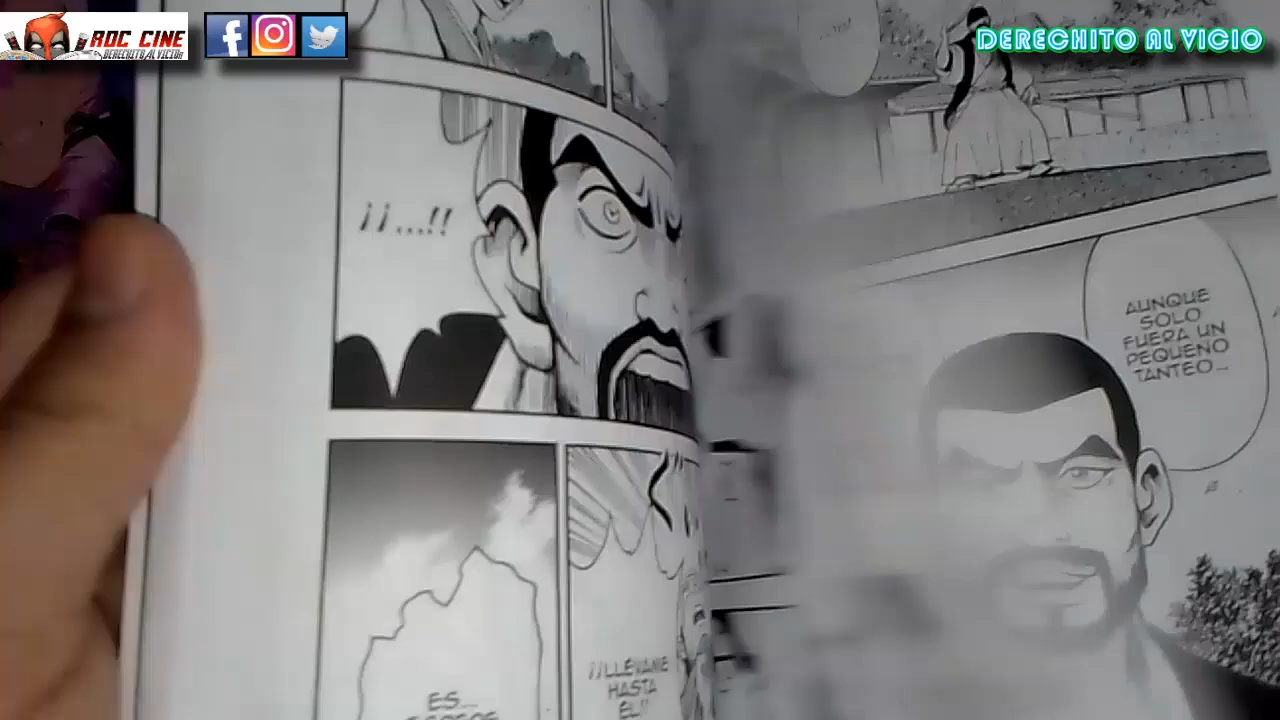 RDC CINE
DERECHITO AL VICIO
DERECHITO AL VICIO
¡¡....!!
AUNQUE
SOLO
FUERA UN
PEQUEÑO
TANTEO...
ES...
¡¡LLÉVAME
HASTA
ÉL!!